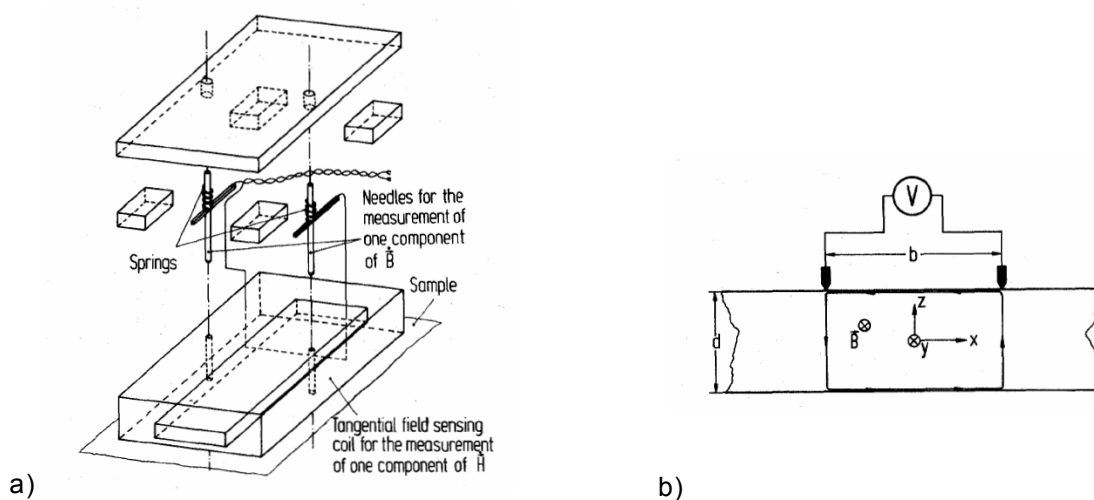 Springs
Needles for the
measurement of
one component
of Ḃ
Sample
Tangential field sensing
coil for the measurement
of one component of Ḣ
a)
V
b
d
B
z
y
x
b)